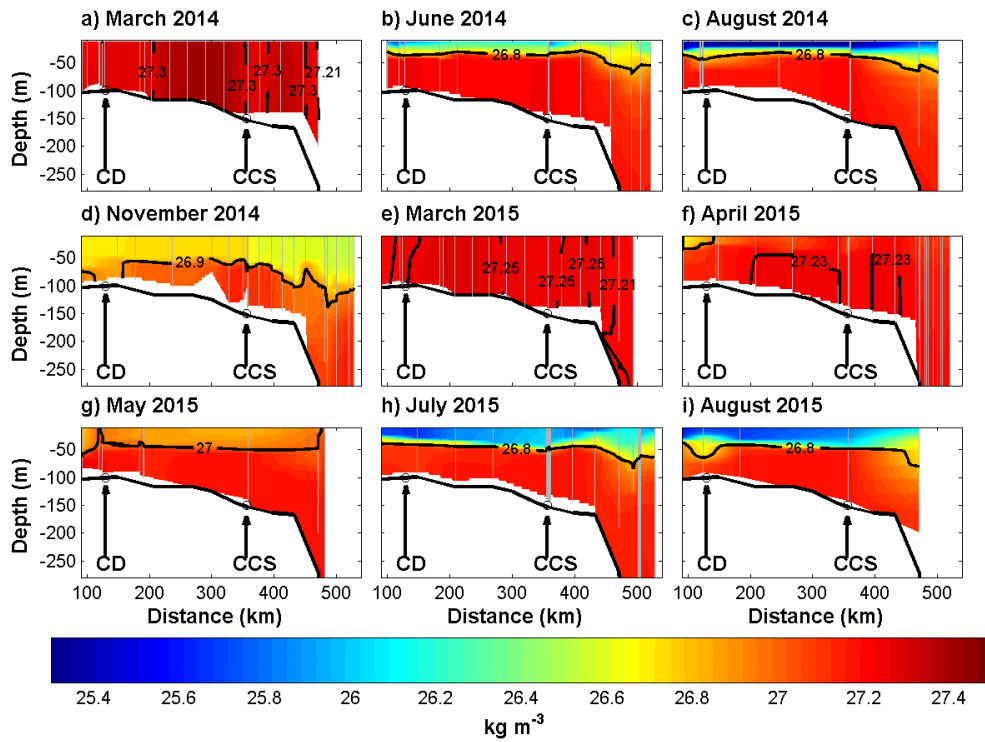 a) March 2014
b) June 2014
c) August 2014
Depth (m)
-50
-100
-150
-200
-250
27.3
27.3
27.3
27.3
27.21
CD
CCS
26.8
CD
CCS
26.8
CD
CCS
d) November 2014
e) March 2015
f) April 2015
Depth (m)
-50
-100
-150
-200
-250
26.9
CD
CCS
27.25
27.25
27.25
27.21
CD
CCS
27.23
27.23
CD
CCS
g) May 2015
h) July 2015
i) August 2015
Depth (m)
-50
-100
-150
-200
-250
27
CD
CCS
26.8
CD
CCS
26.8
CD
CCS
100 200 300 400 500
100 200 300 400 500
100 200 300 400 500
Distance (km)
Distance (km)
Distance (km)
25.4 25.6 25.8 26 26.2 26.4 26.6 26.8 27 27.2 27.4
kg m⁻³